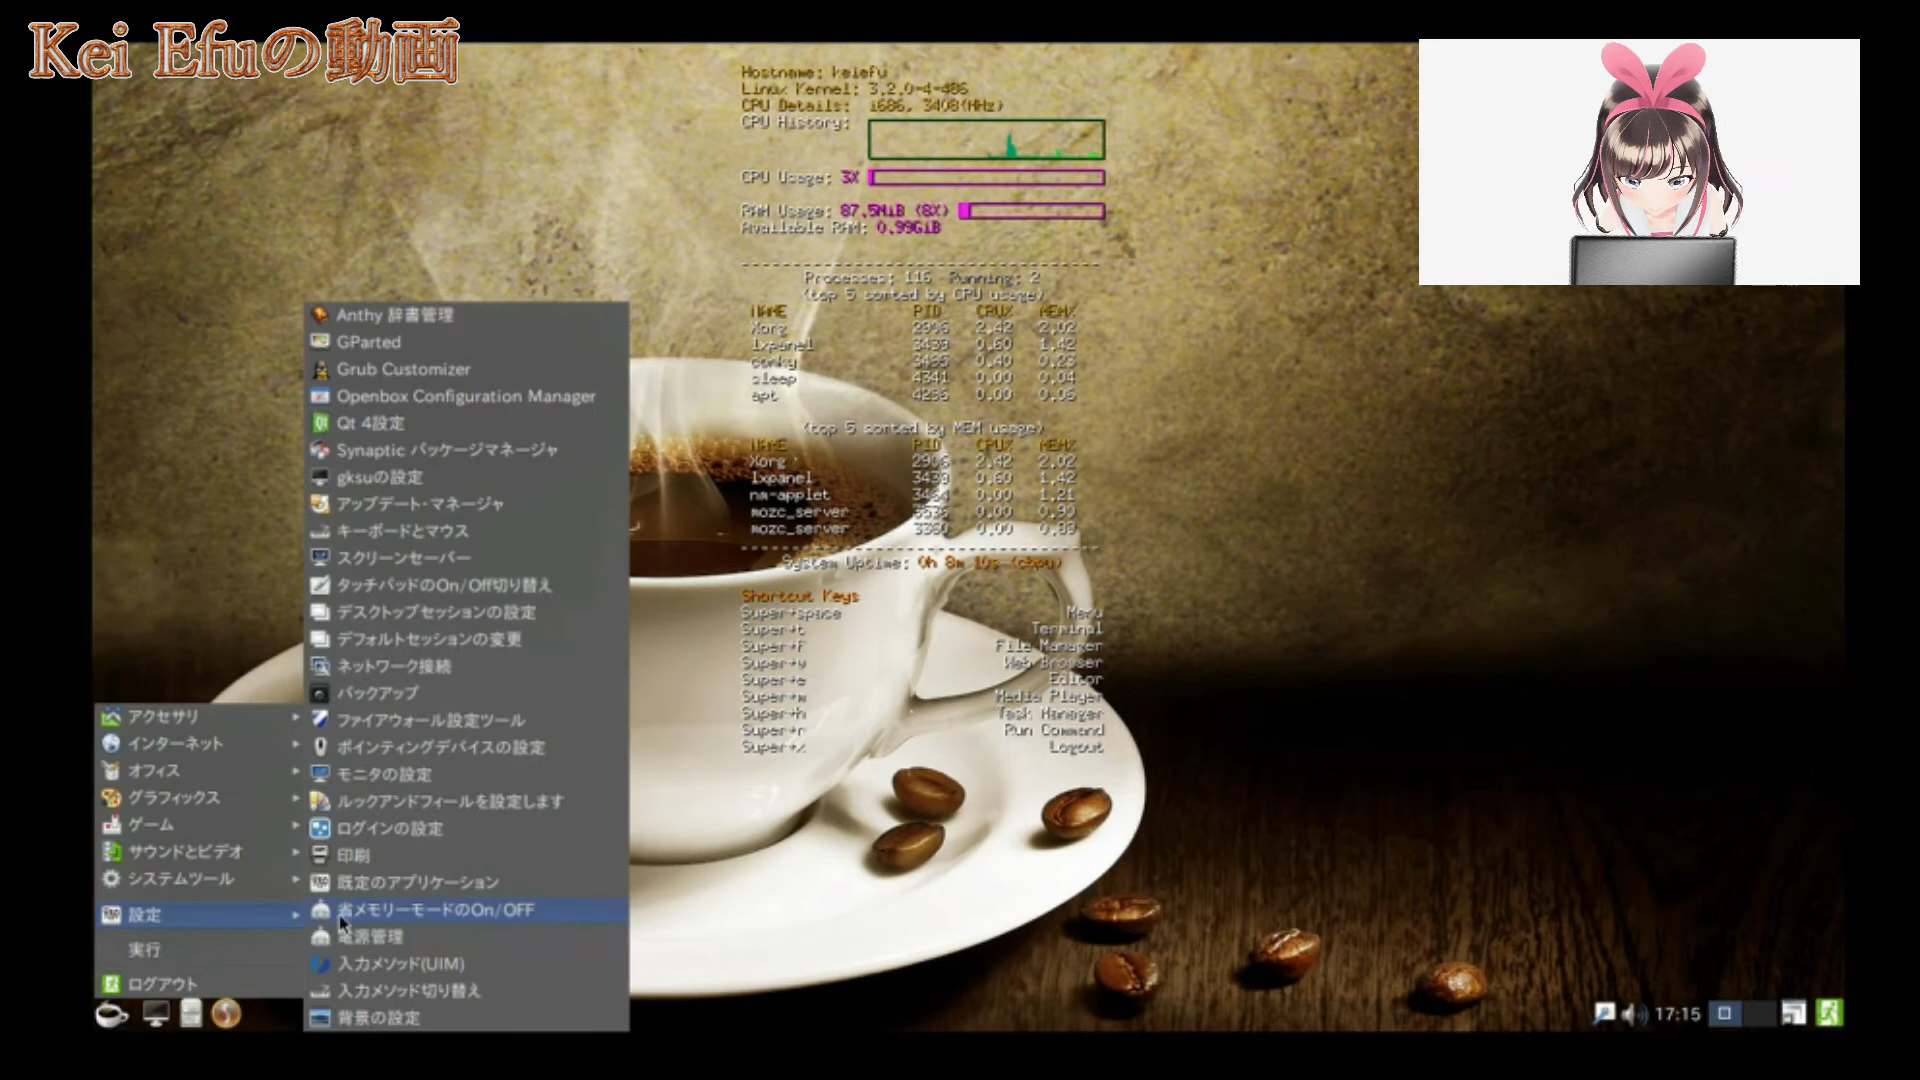 Kei Efuの動画
Hostname: keiefu
Linux Kernel: 3.2.0-4-486
CPU Details: i686, 3408(MHz)
CPU History:
CPU Usage: 3%
RAM Usage: 87.5MiB (8%)
Available RAM: 0.99GiB
Processes: 116 Running: 2
(top 5 sorted by CPU usage)
NAME PID CPU% MEM%
Xorg 2.42 2.02
lxpanel 3439 0.60 1.42
conky 0.40 0.23
sleep 4341 0.00 0.04
apt 0.00 0.06
(top 5 sorted by MEM usage)
NAME PID CPU% MEM%
Xorg 2.42 2.02
lxpanel 3439 0.60 1.42
nm-applet 0.00 1.21
mozc_server 0.00
mozc_server 0.00
System Uptime: 0h 8m
Shortcut Keys
Super+space Menu
Super+t Terminal
Super+f File Manager
Super+w Web Browser
Super+e Editor
Super+m Media Player
Super+h Task Manager
Super+r Run Command
Super+x Logout
Anthy 辞書管理
GParted
Grub Customizer
Openbox Configuration Manager
Qt 4設定
Synaptic パッケージマネージャ
gksuの設定
アップデート・マネージャ
キーボードとマウス
スクリーンセーバー
タッチパッドのOn/Off切り替え
デスクトップセッションの設定
デフォルトセッションの変更
ネットワーク接続
バックアップ
ファイアウォール設定ツール
ポインティングデバイスの設定
モニタの設定
ルックアンドフィールを設定します
ログインの設定
印刷
既定のアプリケーション
省メモリーモードのOn/OFF
電源管理
入力メソッド(UIM)
入力メソッド切り替え
背景の設定
アクセサリ
インターネット
オフィス
グラフィックス
ゲーム
サウンドとビデオ
システムツール
設定
実行
ログアウト
17:15